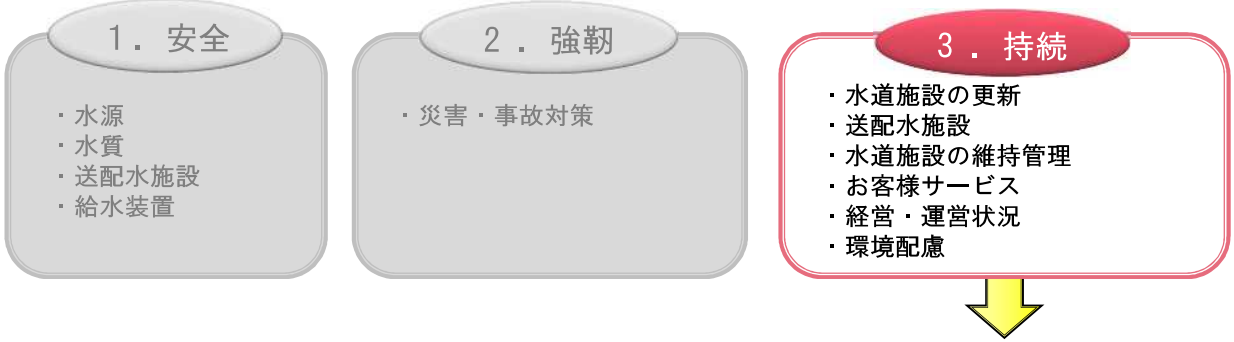 1．安全
・水源
・水質
・送配水施設
・給水装置
2．強靭
・災害・事故対策
3．持続
・水道施設の更新
・送配水施設
・水道施設の維持管理
・お客様サービス
・経営・運営状況
・環境配慮